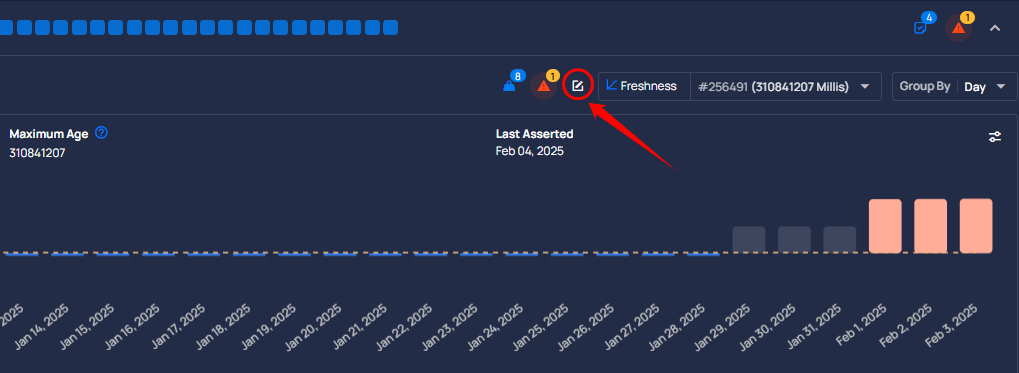 4
1
8
1
Freshness
#256491 (310841207 Millis)
Group By
Day
Maximum Age
310841207
Last Asserted
Feb 04, 2025
2025
Jan 14, 2025
Jan 15, 2025
Jan 16, 2025
Jan 17, 2025
Jan 18, 2025
Jan 19, 2025
Jan 20, 2025
Jan 21, 2025
Jan 22, 2025
Jan 23, 2025
Jan 24, 2025
Jan 25, 2025
Jan 26, 2025
Jan 27, 2025
Jan 28, 2025
Jan 29, 2025
Jan 30, 2025
Jan 31, 2025
Feb 1, 2025
Feb 2, 2025
Feb 3, 2025